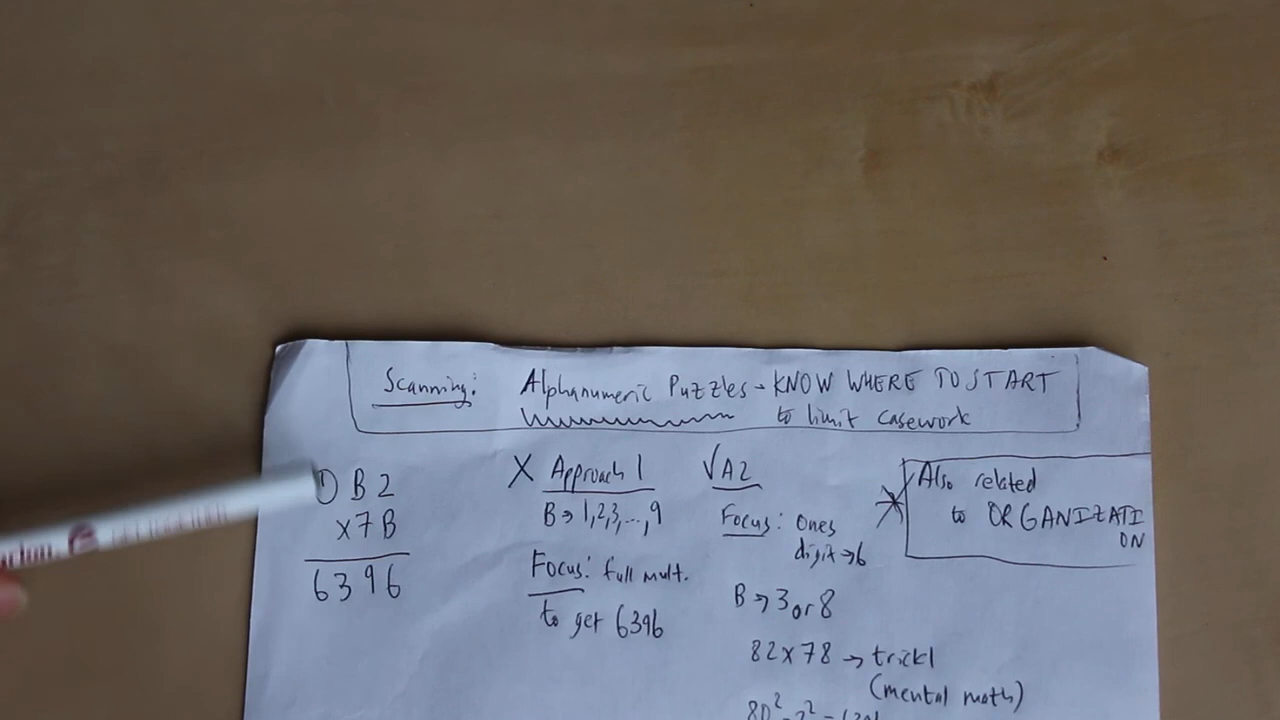 Scanning: Alphanumeric Puzzles - KNOW WHERE TO START
to limit casework
① B 2
x 7 B
6 3 9 6
X Approach 1
B → 1, 2, 3, ..., 9
Focus: full mult.
to get 6396
√ A2
Focus: Ones
digit → 6
B → 3 or 8
82 x 78 → trick!
(mental math)
Also related
to ORGANIZATI
ON